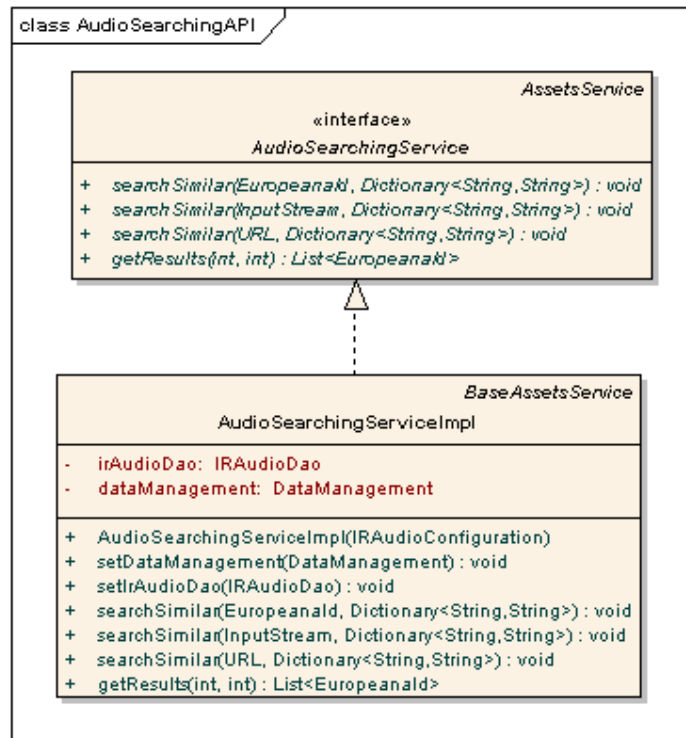 class AudioSearchingAPI
AssetsService
«interface»
AudioSearchingService
+ searchSimilar(EuropeanaId, Dictionary<String,String>) : void
+ searchSimilar(InputStream, Dictionary<String,String>) : void
+ searchSimilar(URL, Dictionary<String,String>) : void
+ getResults(int, int) : List<EuropeanaId>
BaseAssetsService
AudioSearchingServiceImpl
- irAudioDao: IRAudioDao
- dataManagement: DataManagement
+ AudioSearchingServiceImpl(IRAudioConfiguration)
+ setDataManagement(DataManagement) : void
+ setIrAudioDao(IRAudioDao) : void
+ searchSimilar(EuropeanaId, Dictionary<String,String>) : void
+ searchSimilar(InputStream, Dictionary<String,String>) : void
+ searchSimilar(URL, Dictionary<String,String>) : void
+ getResults(int, int) : List<EuropeanaId>